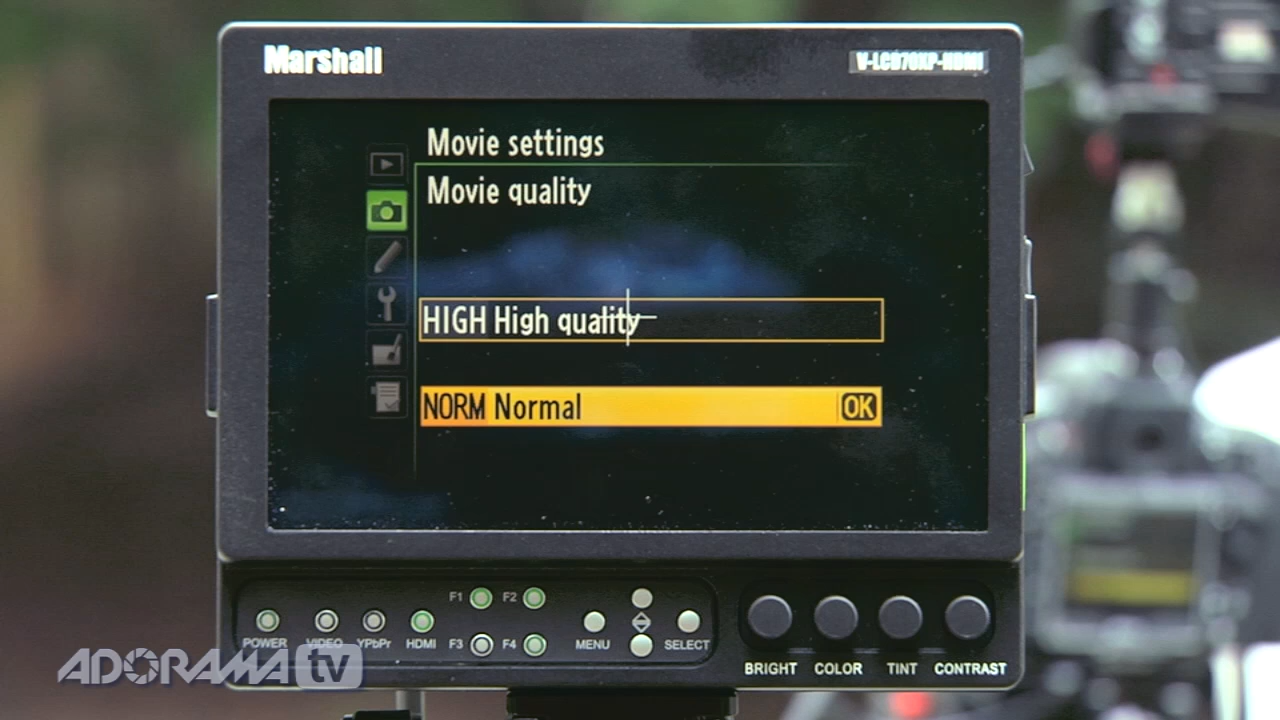 Marshall
V-LCD70XP-HDMI
Movie settings
Movie quality
HIGH High quality
NORM Normal OK
F1 F2
POWER VIDEO YPbPr HDMI F3 F4 MENU SELECT
BRIGHT COLOR TINT CONTRAST
ADORAMA tv